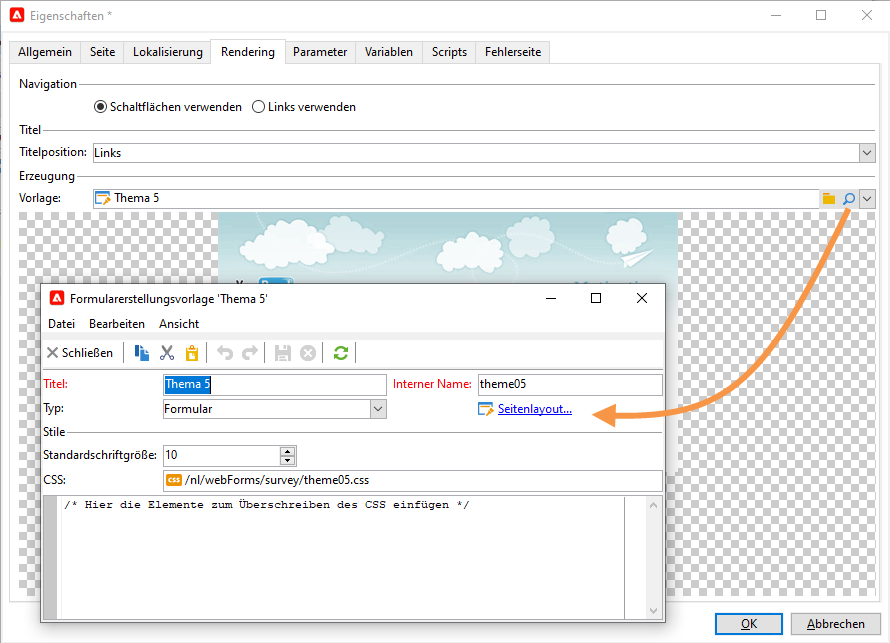 Eigenschaften *
Allgemein Seite Lokalisierung Rendering Parameter Variablen Scripts Fehlerseite
Navigation
Schaltflächen verwenden Links verwenden
Titel
Titelposition: Links
Erzeugung
Vorlage: Thema 5
Formularerstellungsvorlage 'Thema 5'
Datei Bearbeiten Ansicht
Schließen
Titel: Thema 5 Interner Name: theme05
Typ: Formular Seitenlayout...
Stile
Standardschriftgröße: 10
CSS: css /nl/webForms/survey/theme05.css
/* Hier die Elemente zum Überschreiben des CSS einfügen */
OK Abbrechen